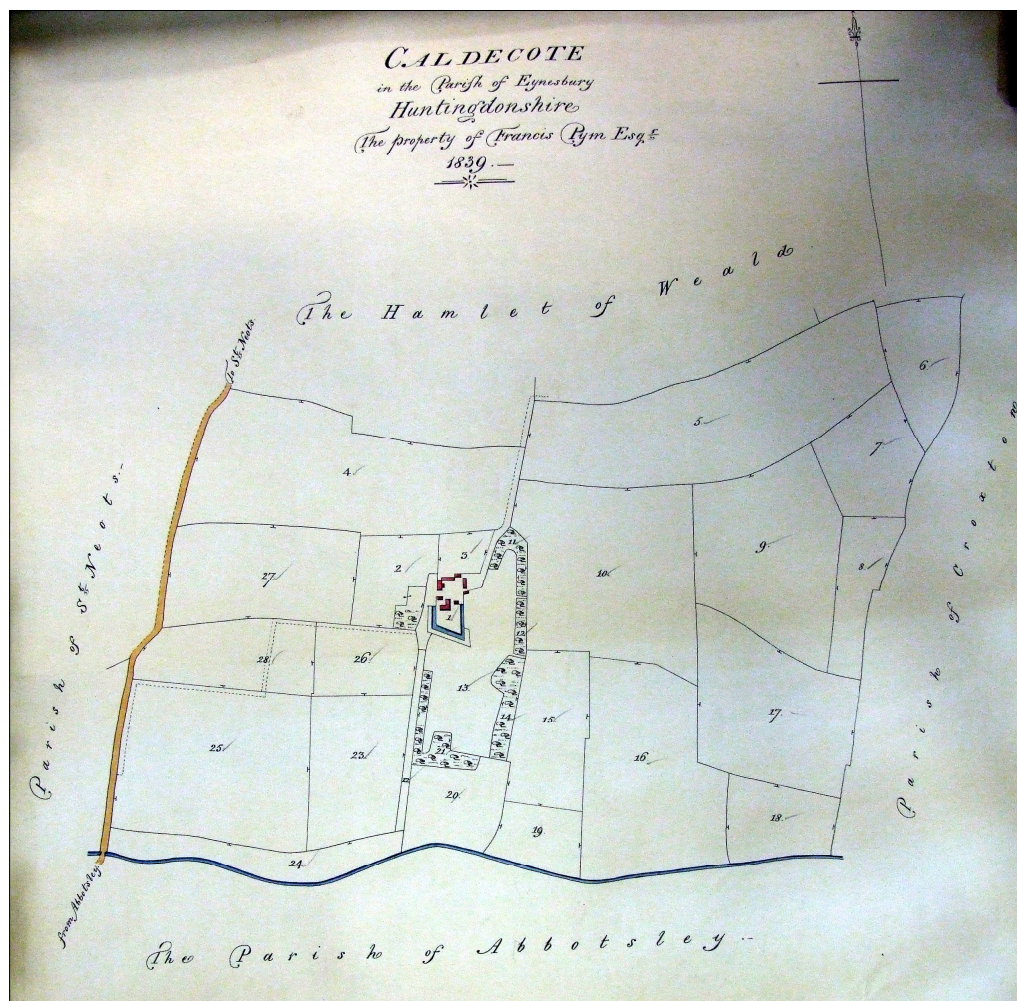 CALDECOTE
in the Parish of Eynesbury
Huntingdonshire
The property of Francis Pym Esqr.
1839.—
The Hamlet of Weald
to St. Neots
Parish of St. Neots.–
Parish of Croxton
6
5
7
4
11
3
2
27
9
10
8
1
12
28
26
13
14
15
17
25
23
21
16
20
18
19
24
from Abbotsley
The Parish of Abbotsley